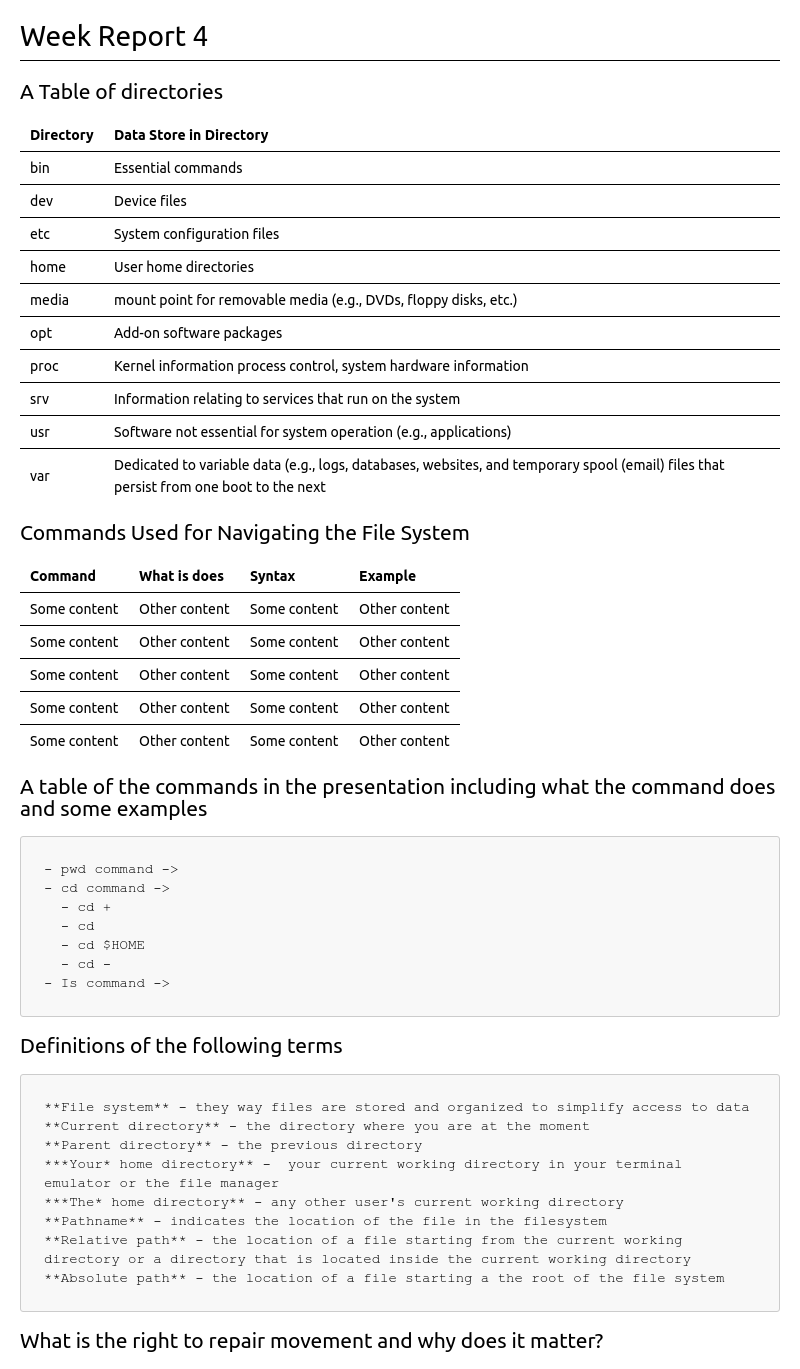 Week Report 4
A Table of directories
Directory Data Store in Directory
bin Essential commands
dev Device files
etc System configuration files
home User home directories
media mount point for removable media (e.g., DVDs, floppy disks, etc.)
opt Add-on software packages
proc Kernel information process control, system hardware information
srv Information relating to services that run on the system
usr Software not essential for system operation (e.g., applications)
var Dedicated to variable data (e.g., logs, databases, websites, and temporary spool (email) files that
persist from one boot to the next
Commands Used for Navigating the File System
Command What is does Syntax Example
Some content Other content Some content Other content
Some content Other content Some content Other content
Some content Other content Some content Other content
Some content Other content Some content Other content
Some content Other content Some content Other content
A table of the commands in the presentation including what the command does
and some examples
- pwd command ->
- cd command ->
- cd +
- cd
- cd $HOME
- cd -
- Is command ->
Definitions of the following terms
**File system** - they way files are stored and organized to simplify access to data
**Current directory** - the directory where you are at the moment
**Parent directory** - the previous directory
***Your* home directory** -  your current working directory in your terminal
emulator or the file manager
***The* home directory** - any other user's current working directory
**Pathname** - indicates the location of the file in the filesystem
**Relative path** - the location of a file starting from the current working
directory or a directory that is located inside the current working directory
**Absolute path** - the location of a file starting a the root of the file system
What is the right to repair movement and why does it matter?